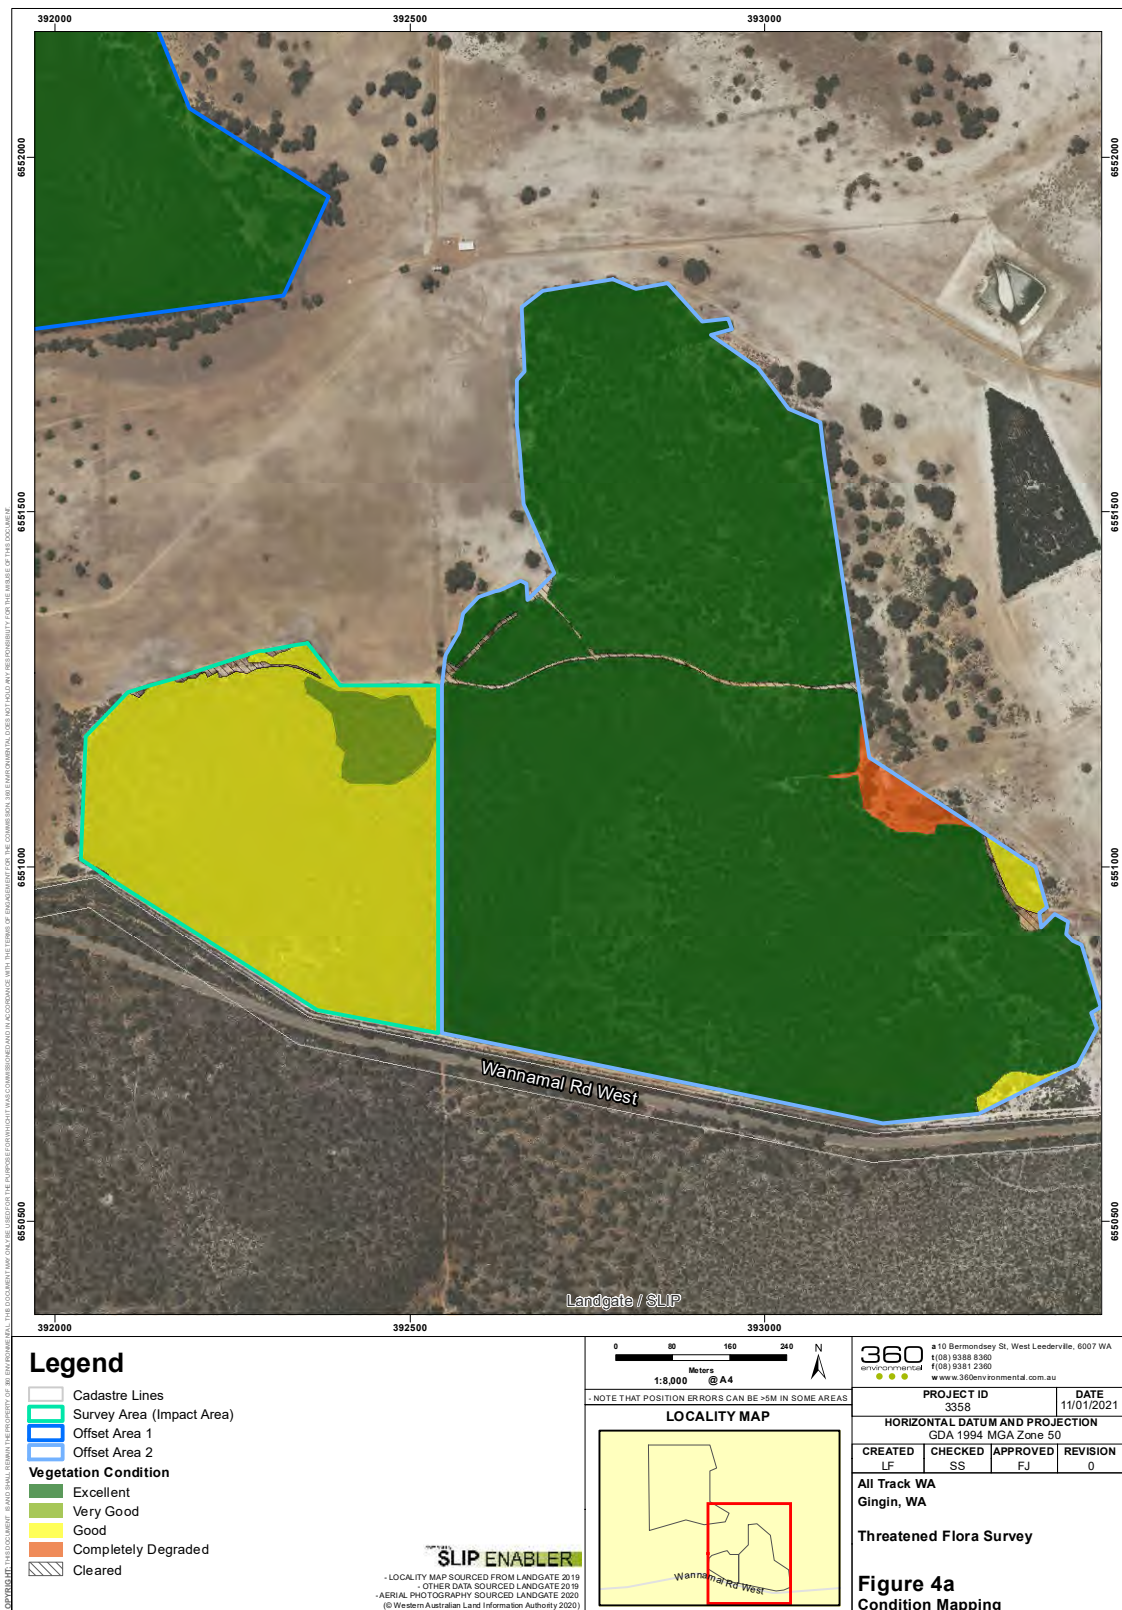 392000
392500
393000
6552000
6552000
6551500
6551500
6551000
6551000
6550500
6550500
Wannamal Rd West
Landgate / SLIP
392000
392500
393000
Legend
Cadastre Lines
Survey Area (Impact Area)
Offset Area 1
Offset Area 2
Vegetation Condition
Excellent
Very Good
Good
Completely Degraded
Cleared
SLIP ENABLER
- LOCALITY MAP SOURCED FROM LANDGATE 2019
- OTHER DATA SOURCED LANDGATE 2019
- AERIAL PHOTOGRAPHY SOURCED LANDGATE 2020
(© Western Australian Land Information Authority 2020)
0 80 160 240
Meters
1:8,000 @ A4
N
- NOTE THAT POSITION ERRORS CAN BE >5M IN SOME AREAS
LOCALITY MAP
Wannamal Rd West
360
environmental
a 10 Bermondsey St, West Leederville, 6007 WA
t (08) 9388 8360
f (08) 9381 2360
w www.360environmental.com.au
PROJECT ID
3358
DATE
11/01/2021
HORIZONTAL DATUM AND PROJECTION
GDA 1994 MGA Zone 50
CREATED CHECKED APPROVED REVISION
LF SS FJ 0
All Track WA
Gingin, WA
Threatened Flora Survey
Figure 4a
Condition Mapping